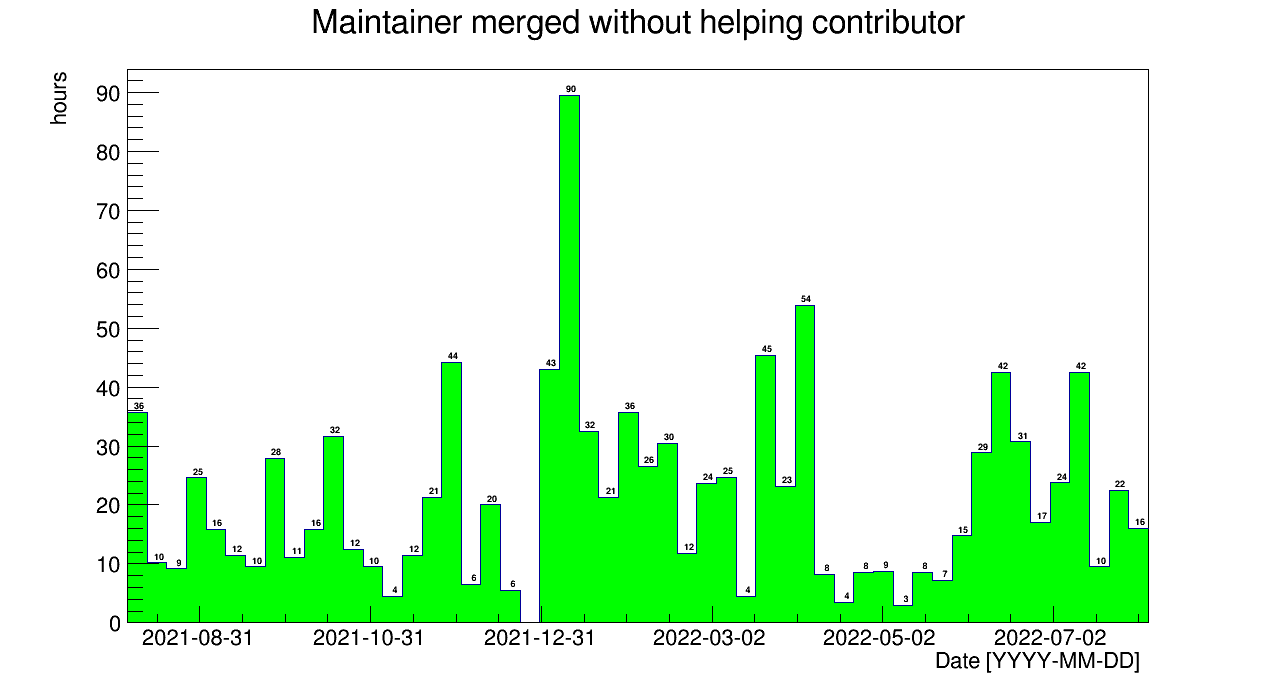 Maintainer merged without helping contributor
hours
90
80
70
60
50
40
30
20
10
0
36 10 9 25 16 12 10 28 11 16 32 12 10 4 12 21 44 6 20 6 43 90 32 21 36 26 30 12 24 25 4 45 23 54 8 4 8 9 3 8 7 15 29 42 31 17 24 42 10 22 16
2021-08-31 2021-10-31 2021-12-31 2022-03-02 2022-05-02 2022-07-02
Date [YYYY-MM-DD]